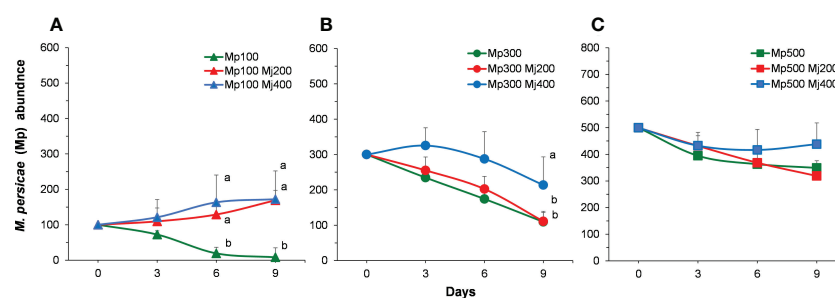 A
B
C
M. persicae (Mp) abundnce
600
500
400
300
200
100
0
Mp100
Mp100 Mj200
Mp100 Mj400
a
a
a
a
b
b
0 3 6 9
600
500
400
300
200
100
0
Mp300
Mp300 Mj200
Mp300 Mj400
a
b
b
0 3 6 9
800
700
600
500
400
300
200
100
0
Mp500
Mp500 Mj200
Mp500 Mj400
0 3 6 9
Days